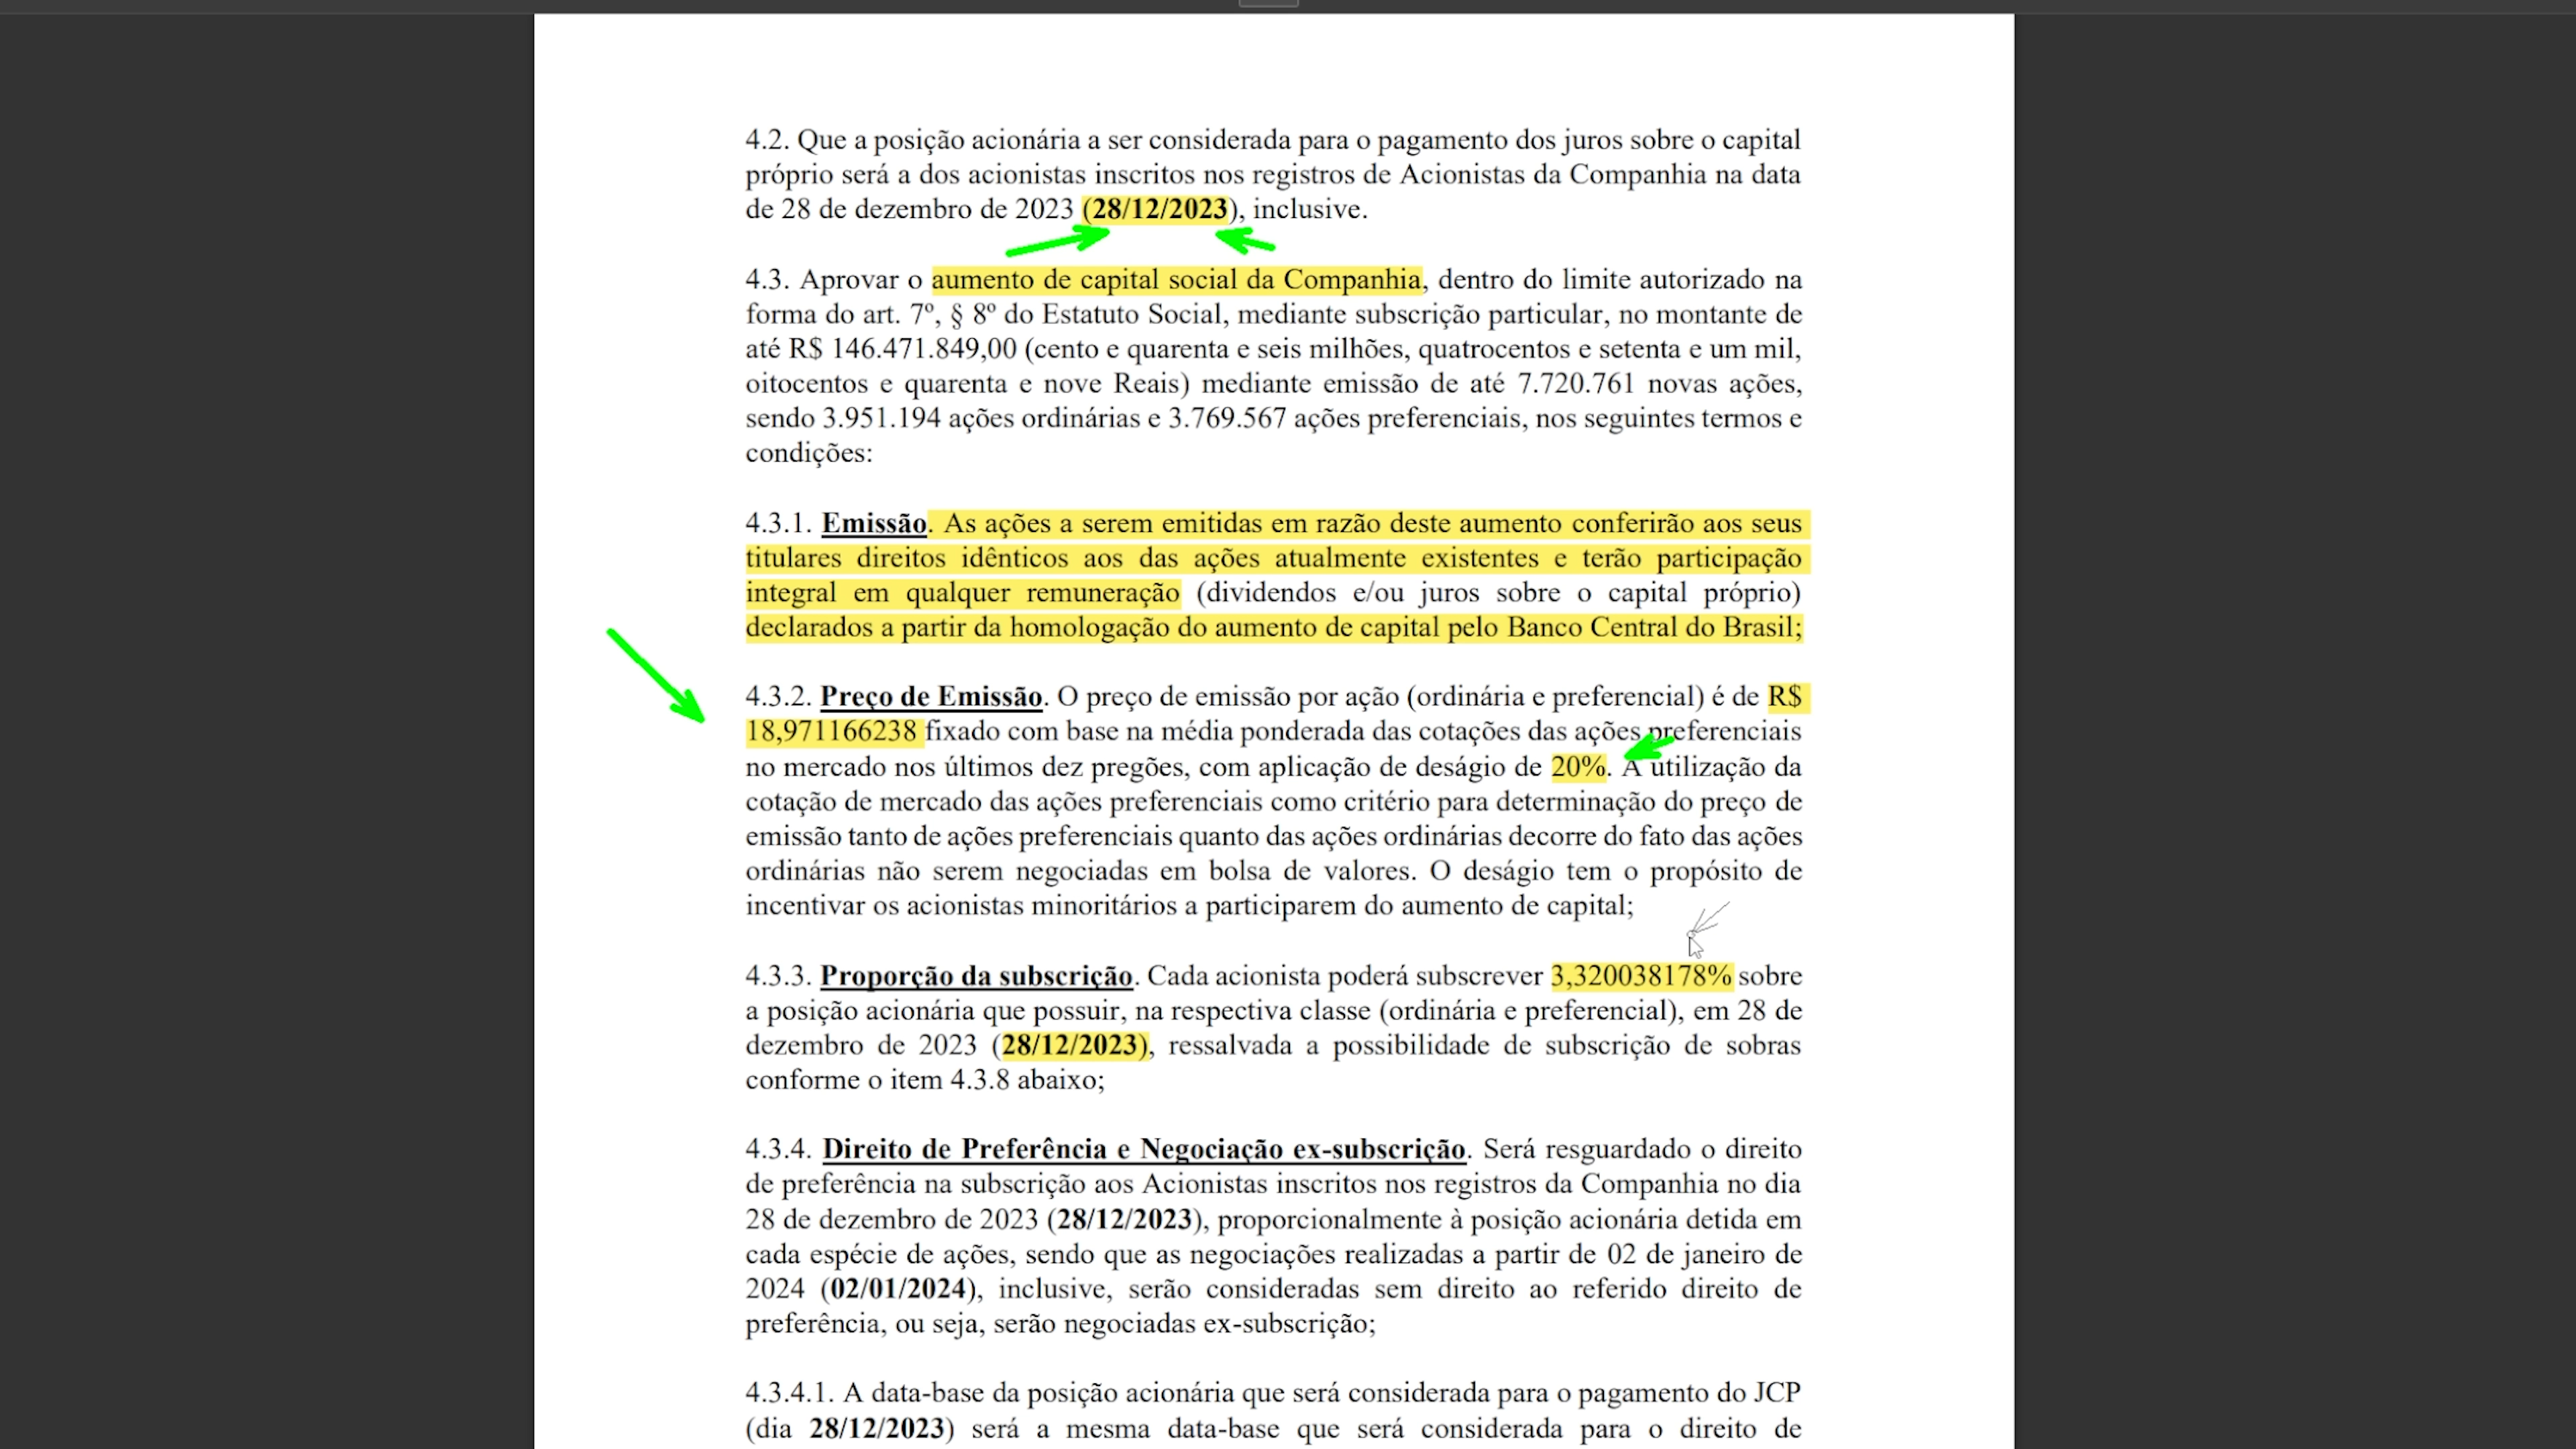 4.2. Que a posição acionária a ser considerada para o pagamento dos juros sobre o capital
próprio será a dos acionistas inscritos nos registros de Acionistas da Companhia na data
de 28 de dezembro de 2023 (28/12/2023), inclusive.
4.3. Aprovar o aumento de capital social da Companhia, dentro do limite autorizado na
forma do art. 7º, § 8º do Estatuto Social, mediante subscrição particular, no montante de
até R$ 146.471.849,00 (cento e quarenta e seis milhões, quatrocentos e setenta e um mil,
oitocentos e quarenta e nove Reais) mediante emissão de até 7.720.761 novas ações,
sendo 3.951.194 ações ordinárias e 3.769.567 ações preferenciais, nos seguintes termos e
condições:
4.3.1. Emissão. As ações a serem emitidas em razão deste aumento conferirão aos seus
titulares direitos idênticos aos das ações atualmente existentes e terão participação
integral em qualquer remuneração (dividendos e/ou juros sobre o capital próprio)
declarados a partir da homologação do aumento de capital pelo Banco Central do Brasil;
4.3.2. Preço de Emissão. O preço de emissão por ação (ordinária e preferencial) é de R$
18,971166238 fixado com base na média ponderada das cotações das ações preferenciais
no mercado nos últimos dez pregões, com aplicação de deságio de 20%. A utilização da
cotação de mercado das ações preferenciais como critério para determinação do preço de
emissão tanto de ações preferenciais quanto das ações ordinárias decorre do fato das ações
ordinárias não serem negociadas em bolsa de valores. O deságio tem o propósito de
incentivar os acionistas minoritários a participarem do aumento de capital;
4.3.3. Proporção da subscrição. Cada acionista poderá subscrever 3,320038178% sobre
a posição acionária que possuir, na respectiva classe (ordinária e preferencial), em 28 de
dezembro de 2023 (28/12/2023), ressalvada a possibilidade de subscrição de sobras
conforme o item 4.3.8 abaixo;
4.3.4. Direito de Preferência e Negociação ex-subscrição. Será resguardado o direito
de preferência na subscrição aos Acionistas inscritos nos registros da Companhia no dia
28 de dezembro de 2023 (28/12/2023), proporcionalmente à posição acionária detida em
cada espécie de ações, sendo que as negociações realizadas a partir de 02 de janeiro de
2024 (02/01/2024), inclusive, serão consideradas sem direito ao referido direito de
preferência, ou seja, serão negociadas ex-subscrição;
4.3.4.1. A data-base da posição acionária que será considerada para o pagamento do JCP
(dia 28/12/2023) será a mesma data-base que será considerada para o direito de